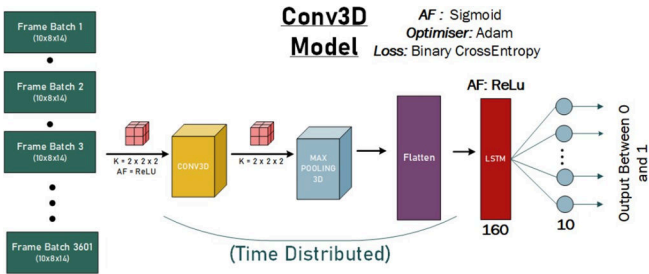 Conv3D
Model
AF : Sigmoid
Optimiser: Adam
Loss: Binary CrossEntropy
Frame Batch 1
(10x8x14)
Frame Batch 2
(10x8x14)
Frame Batch 3
(10x8x14)
Frame Batch 3601
(10x8x14)
K = 2 x 2 x 2
AF = ReLU
CONV3D
K = 2 x 2 x 2
MAX
POOLING
3D
Flatten
AF: ReLu
LSTM
160
10
Output Between 0
and 1
(Time Distributed)